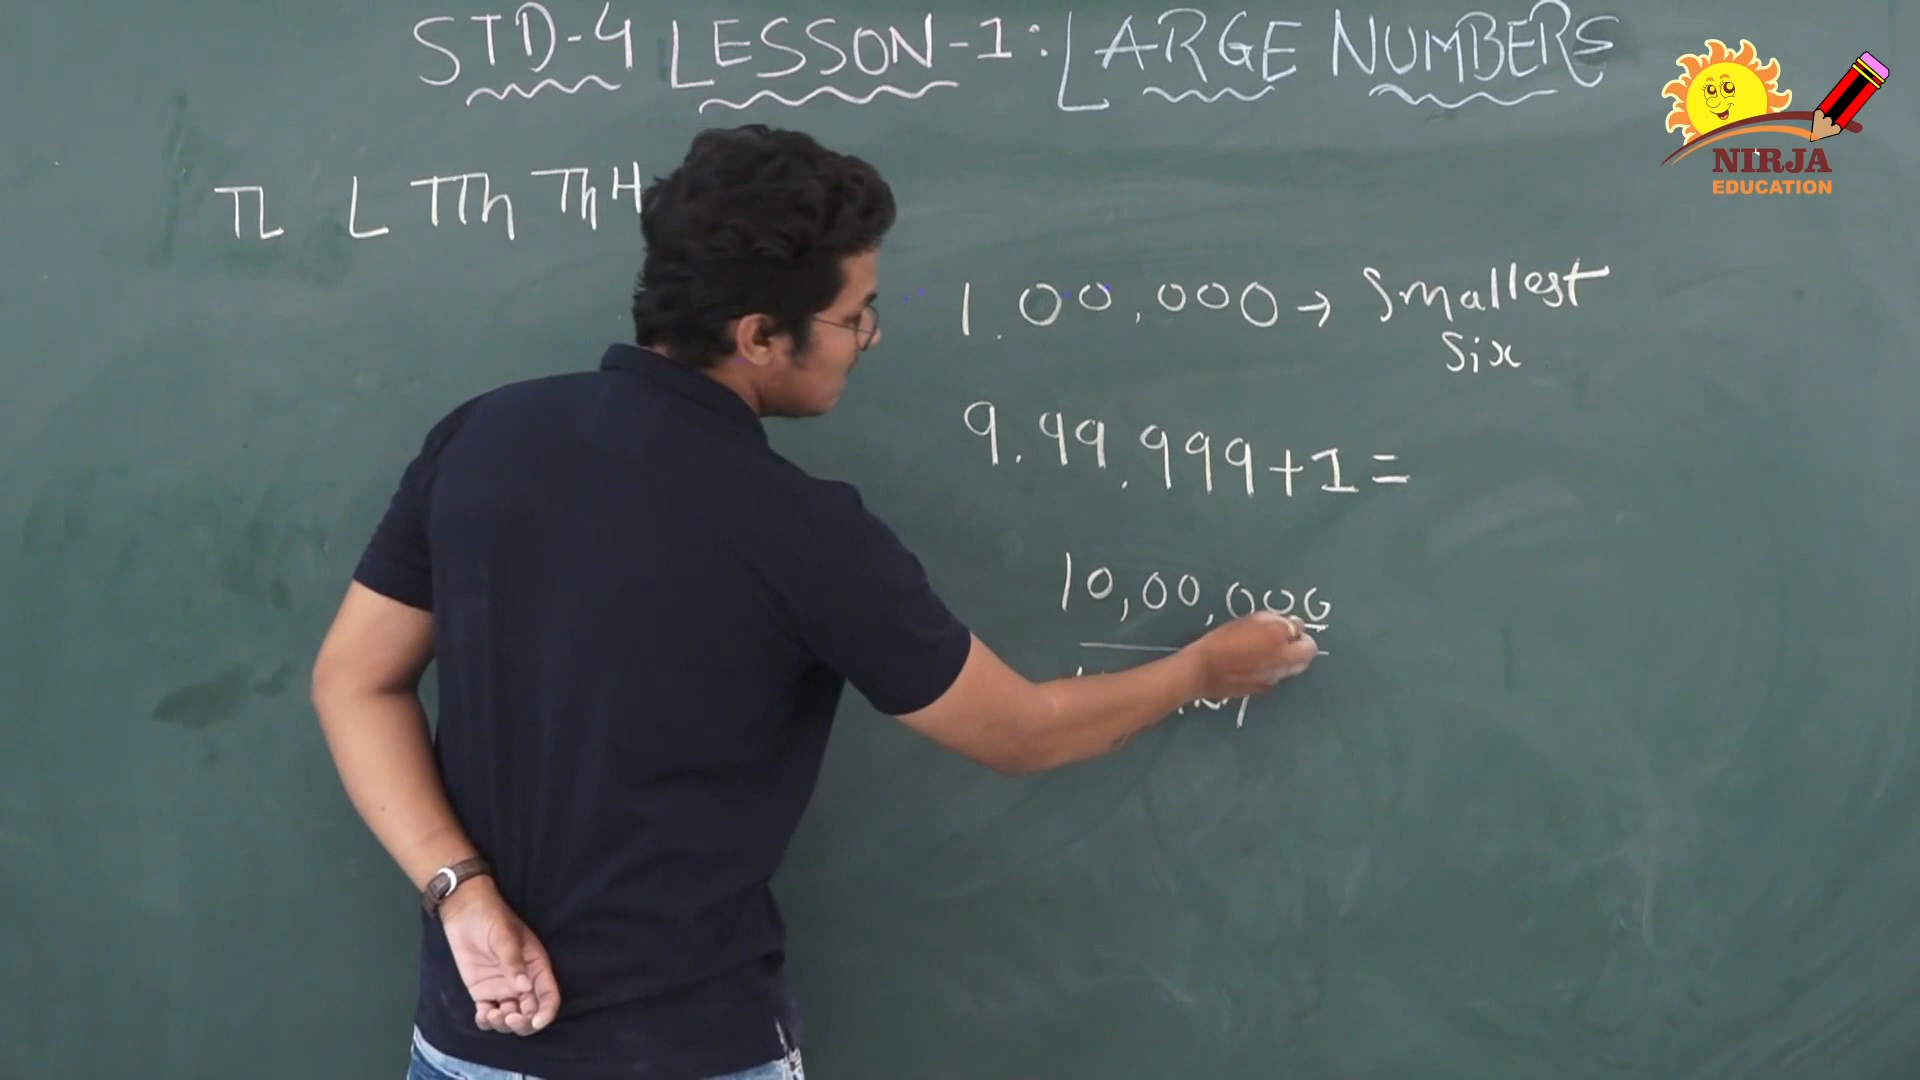 STD-4 LESSON-1: LARGE NUMBERS
NIRJA
EDUCATION
TL L TTh Th H
1,00,000 → Smallest
Six
9,99,999+1=
10,00,000